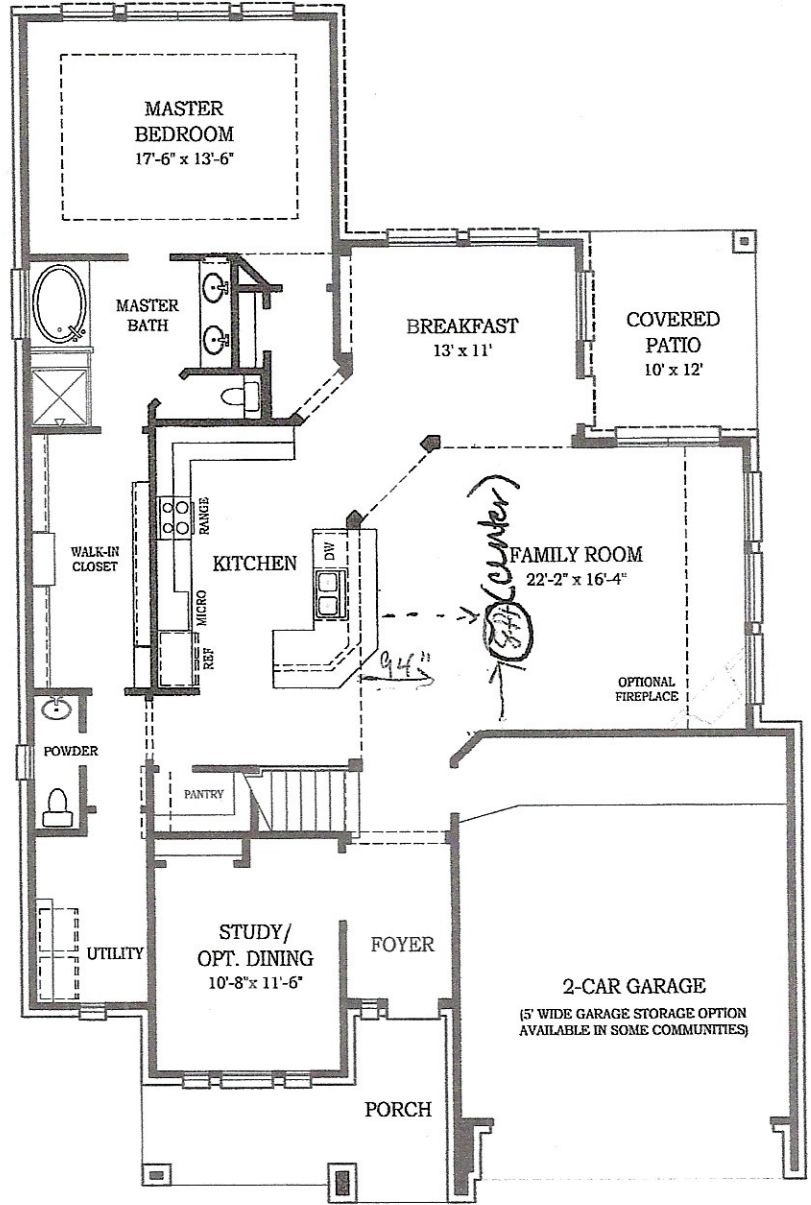 MASTER
BEDROOM
17'-6" x 13'-6"
MASTER
BATH
BREAKFAST
13' x 11'
COVERED
PATIO
10' x 12'
RANGE
WALK-IN
CLOSET
KITCHEN
DW
(center)
FAMILY ROOM
22'-2" x 16'-4"
MICRO
REF
94"
OPTIONAL
FIREPLACE
POWDER
PANTRY
STUDY/
OPT. DINING
10'-8"x 11'-6"
FOYER
UTILITY
2-CAR GARAGE
(5' WIDE GARAGE STORAGE OPTION
AVAILABLE IN SOME COMMUNITIES)
PORCH